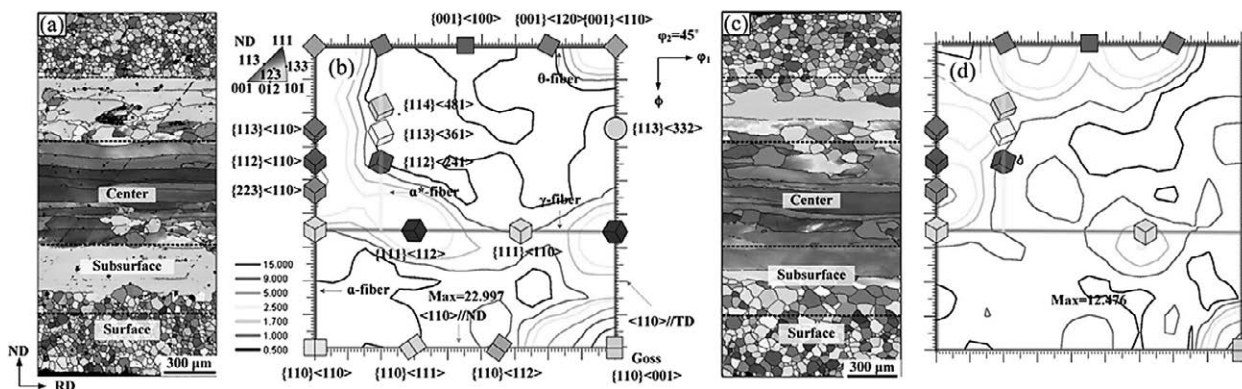 (a)
Center
Subsurface
Surface
300 μm
ND
RD
ND 111
113 133
123
001 012 101
(b)
{001}<100> {001}<120> {001}<110>
φ₂=45°
φ₁
ϕ
θ-fiber
{114}<481>
{113}<110> {113}<361> {113}<332>
{112}<110> {112}<241>
{223}<110> α*-fiber γ-fiber
{111}<112> {111}<110>
15.000
9.000
5.000
2.500
1.700
1.000
0.500
α-fiber
Max=22.997
<110>//ND
<110>//TD
Goss
{110}<110> {110}<111> {110}<112> {110}<001>
(c)
Center
Subsurface
Surface
300 μm
(d)
Max=12.476